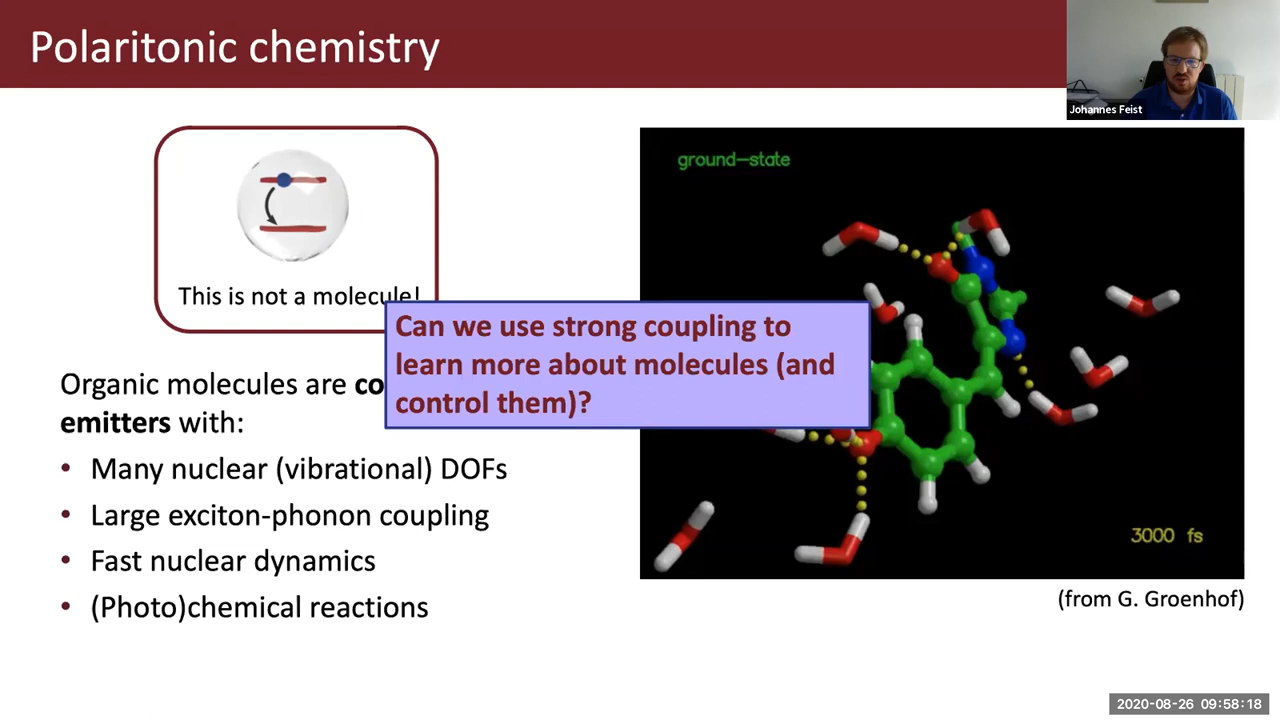 Polaritonic chemistry
Johannes Feist
ground-state
This is not a molecule!
Can we use strong coupling to
learn more about molecules (and
control them)?
Organic molecules are co
emitters with:
• Many nuclear (vibrational) DOFs
• Large exciton-phonon coupling
• Fast nuclear dynamics
• (Photo)chemical reactions
3000 fs
(from G. Groenhof)
2020-08-26 09:58:18